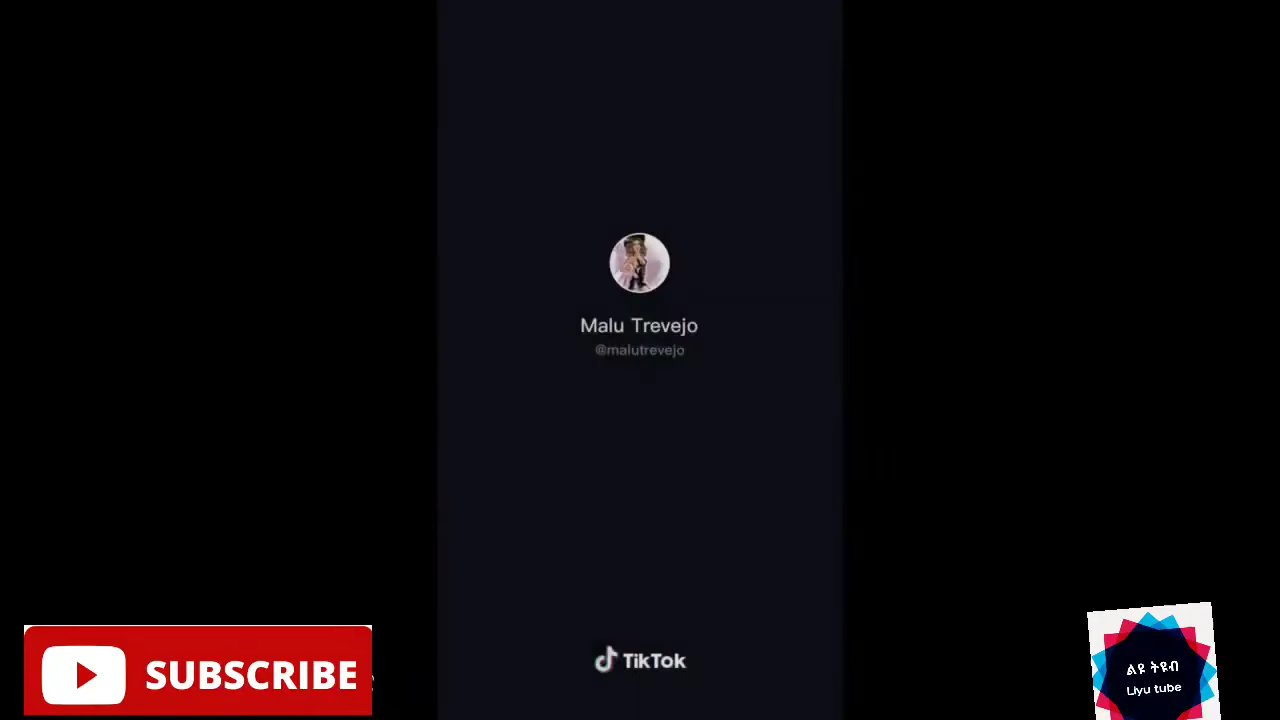 Malu Trevejo
@malutrevejo
TikTok
SUBSCRIBE
ልዩ ትዩብ
Liyu tube